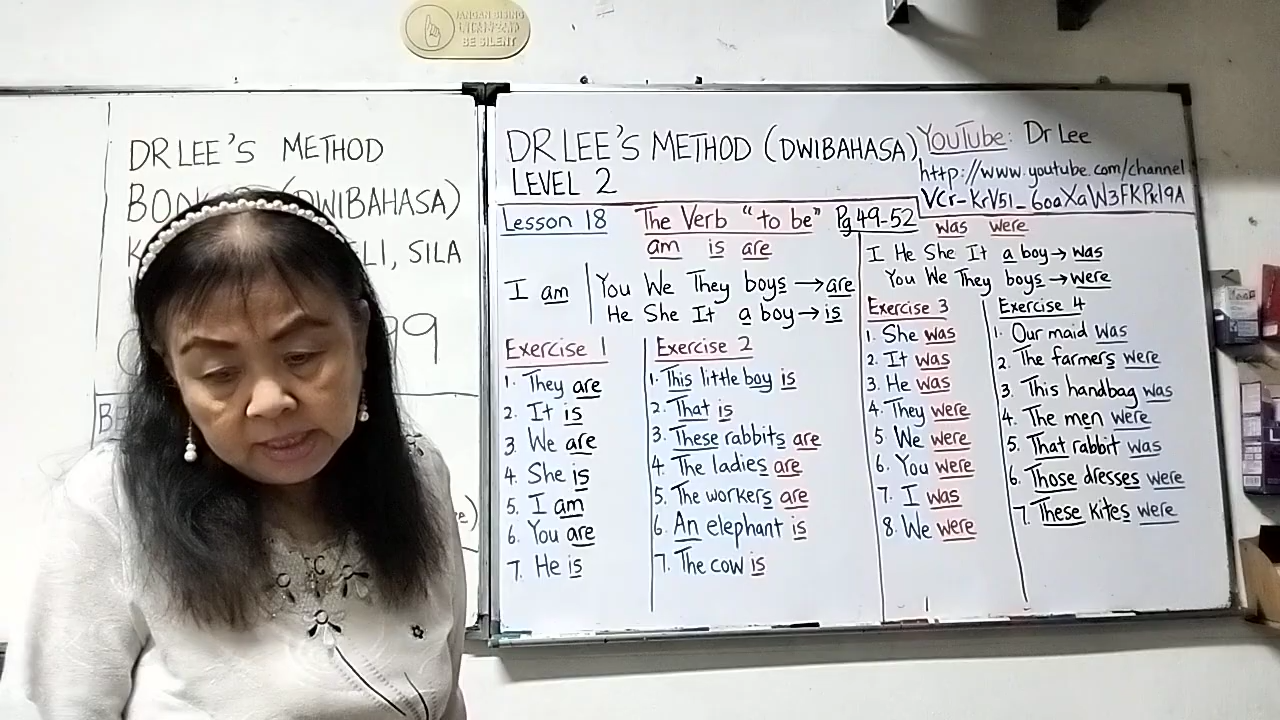 JANGAN BISING
BE SILENT
DR LEE'S METHOD
(DWIBAHASA)
LI, SILA
99
DR LEE'S METHOD (DWIBAHASA)
LEVEL 2
YouTube: Dr Lee
http://www.youtube.com/channel
VCr-KrV51_6oaXaW3FKPkl9A
Lesson 18 The Verb "to be" Pg 49-52
am is are
I am
You We They boys → are
He She It a boy → is
Exercise 1
1. They are
2. It is
3. We are
4. She is
5. I am
6. You are
7. He is
Exercise 2
1. This little boy is
2. That is
3. These rabbits are
4. The ladies are
5. The workers are
6. An elephant is
7. The cow is
was were
I He She It a boy → was
You We They boys → were
Exercise 3
1. She was
2. It was
3. He was
4. They were
5. We were
6. You were
7. I was
8. We were
Exercise 4
1. Our maid was
2. The farmers were
3. This handbag was
4. The men were
5. That rabbit was
6. Those dresses were
7. These kites were